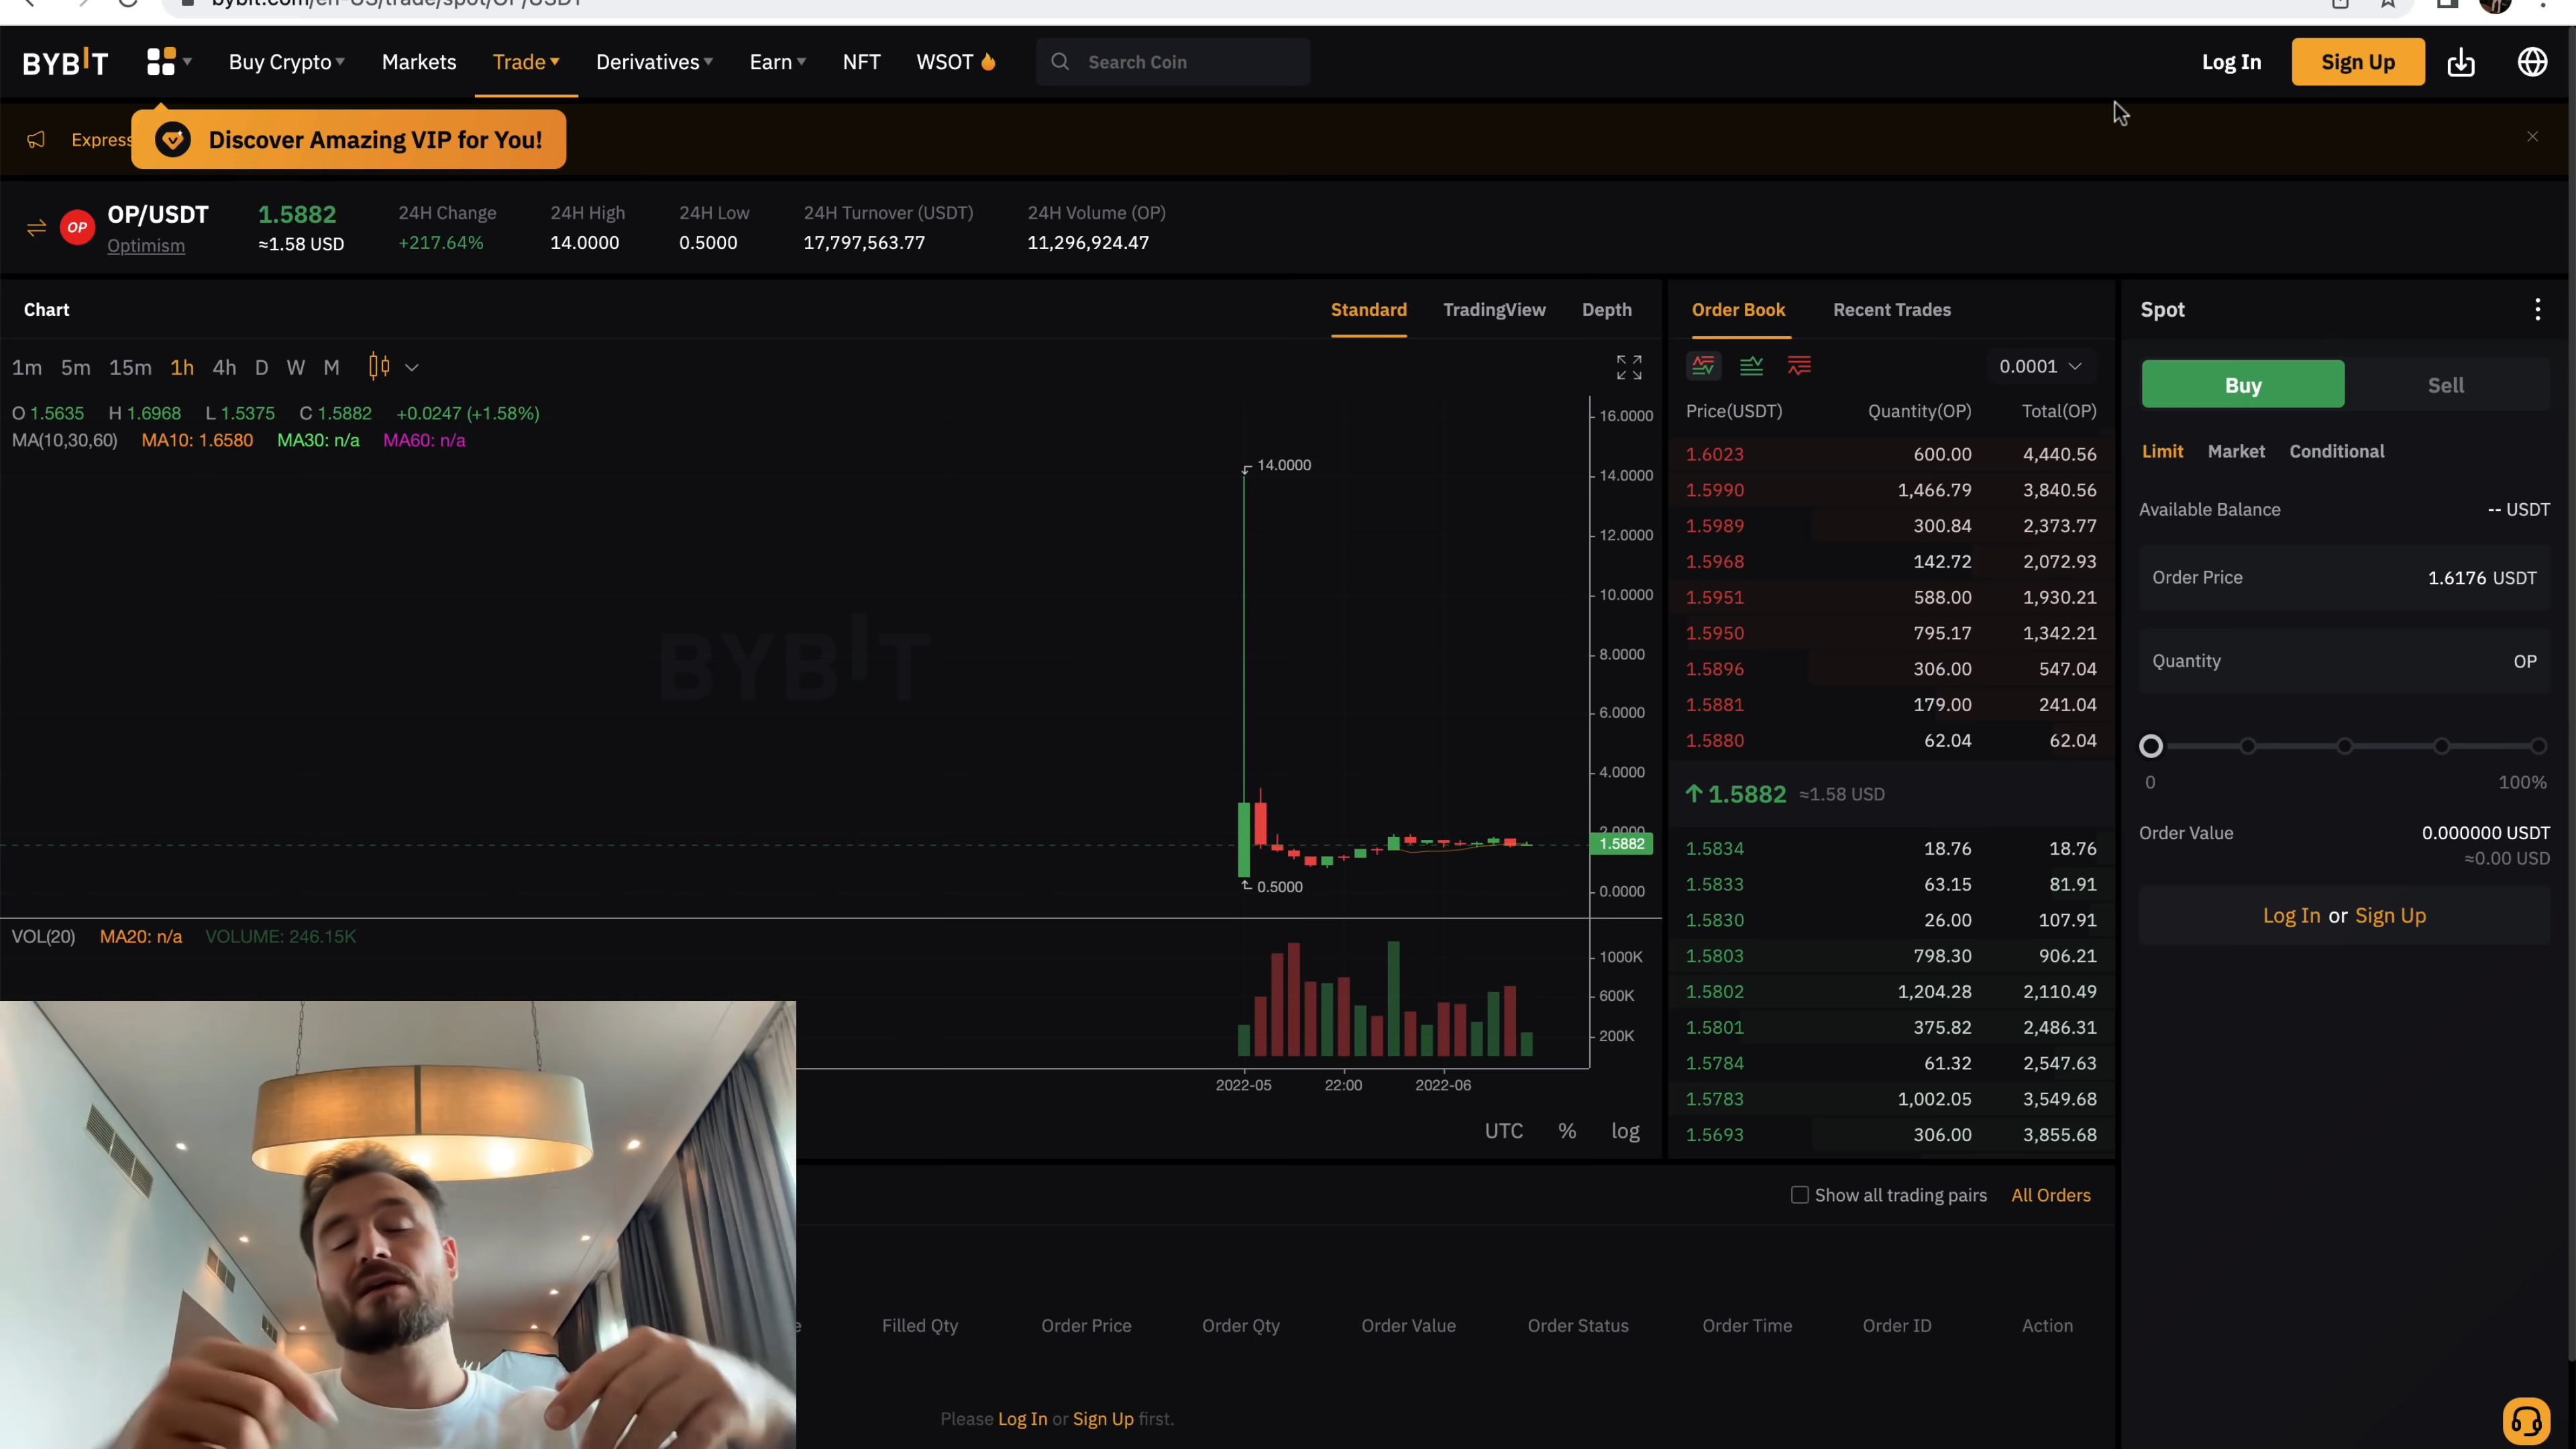 bybit.com/en-US/trade/spot/OP/USDT
BYBIT Buy Crypto Markets Trade Derivatives Earn NFT WSOT Search Coin Log In Sign Up
Express
Discover Amazing VIP for You!
OP OP/USDT 1.5882 24H Change 24H High 24H Low 24H Turnover (USDT) 24H Volume (OP)
Optimism ≈1.58 USD +217.64% 14.0000 0.5000 17,797,563.77 11,296,924.47
Chart Standard TradingView Depth
1m 5m 15m 1h 4h D W M
O 1.5635 H 1.6968 L 1.5375 C 1.5882 +0.0247 (+1.58%)
MA(10,30,60) MA10: 1.6580 MA30: n/a MA60: n/a
16.0000
14.0000
14.0000
12.0000
10.0000
BYBIT
8.0000
6.0000
4.0000
2.0000
1.5882
0.5000
0.0000
VOL(20) MA20: n/a VOLUME: 246.15K
1000K
600K
200K
2022-05 22:00 2022-06
UTC % log
Order Book Recent Trades
0.0001
Price(USDT) Quantity(OP) Total(OP)
1.6023 600.00 4,440.56
1.5990 1,466.79 3,840.56
1.5989 300.84 2,373.77
1.5968 142.72 2,072.93
1.5951 588.00 1,930.21
1.5950 795.17 1,342.21
1.5896 306.00 547.04
1.5881 179.00 241.04
1.5880 62.04 62.04
1.5882 ≈1.58 USD
1.5834 18.76 18.76
1.5833 63.15 81.91
1.5830 26.00 107.91
1.5803 798.30 906.21
1.5802 1,204.28 2,110.49
1.5801 375.82 2,486.31
1.5784 61.32 2,547.63
1.5783 1,002.05 3,549.68
1.5693 306.00 3,855.68
Spot
Buy Sell
Limit Market Conditional
Available Balance -- USDT
Order Price 1.6176 USDT
Quantity OP
0 100%
Order Value 0.000000 USDT
≈0.00 USD
Log In or Sign Up
Show all trading pairs All Orders
Filled Qty Order Price Order Qty Order Value Order Status Order Time Order ID Action
Please Log In or Sign Up first.